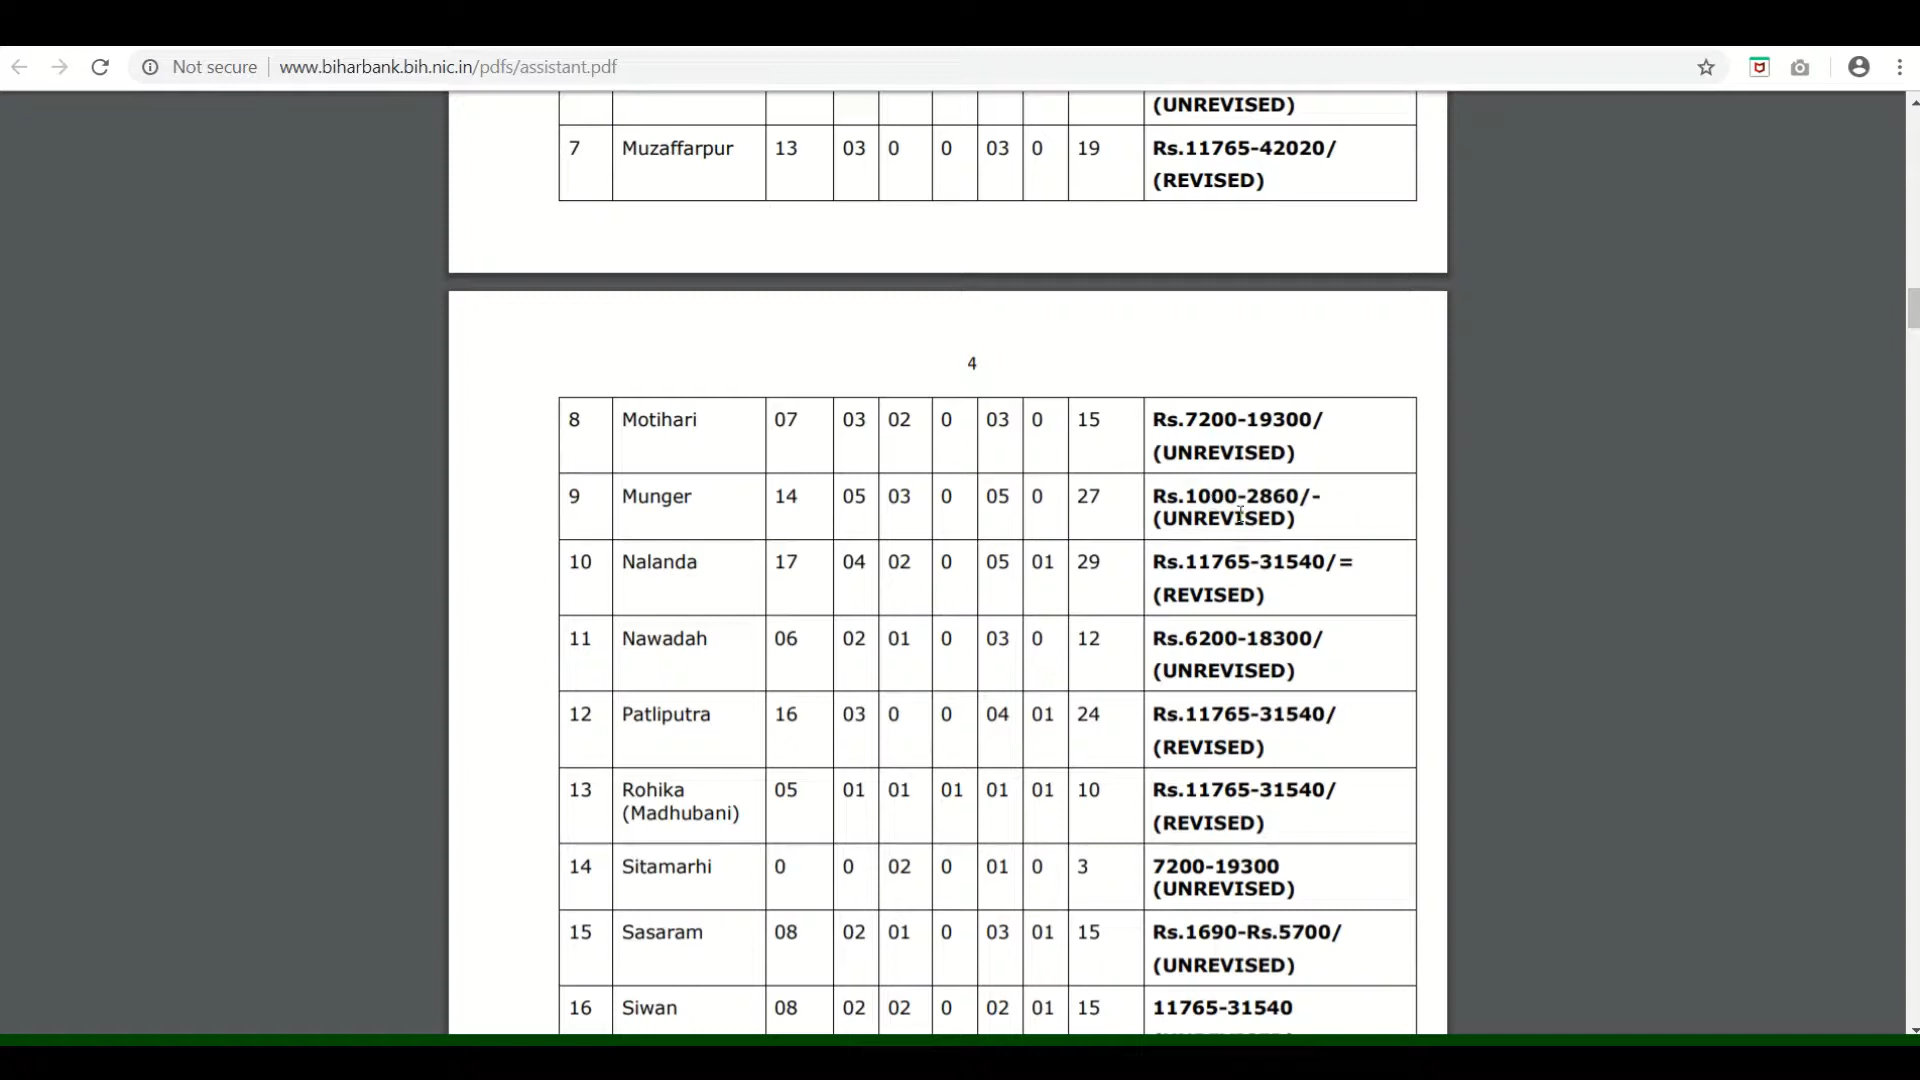 Not secure | www.biharbank.bih.nic.in/pdfs/assistant.pdf
(UNREVISED)
7 Muzaffarpur 13 03 0 0 03 0 19 Rs.11765-42020/
(REVISED)
4
8 Motihari 07 03 02 0 03 0 15 Rs.7200-19300/
(UNREVISED)
9 Munger 14 05 03 0 05 0 27 Rs.1000-2860/-
(UNREVISED)
10 Nalanda 17 04 02 0 05 01 29 Rs.11765-31540/=
(REVISED)
11 Nawadah 06 02 01 0 03 0 12 Rs.6200-18300/
(UNREVISED)
12 Patliputra 16 03 0 0 04 01 24 Rs.11765-31540/
(REVISED)
13 Rohika 05 01 01 01 01 01 10 Rs.11765-31540/
(Madhubani) (REVISED)
14 Sitamarhi 0 0 02 0 01 0 3 7200-19300
(UNREVISED)
15 Sasaram 08 02 01 0 03 01 15 Rs.1690-Rs.5700/
(UNREVISED)
16 Siwan 08 02 02 0 02 01 15 11765-31540